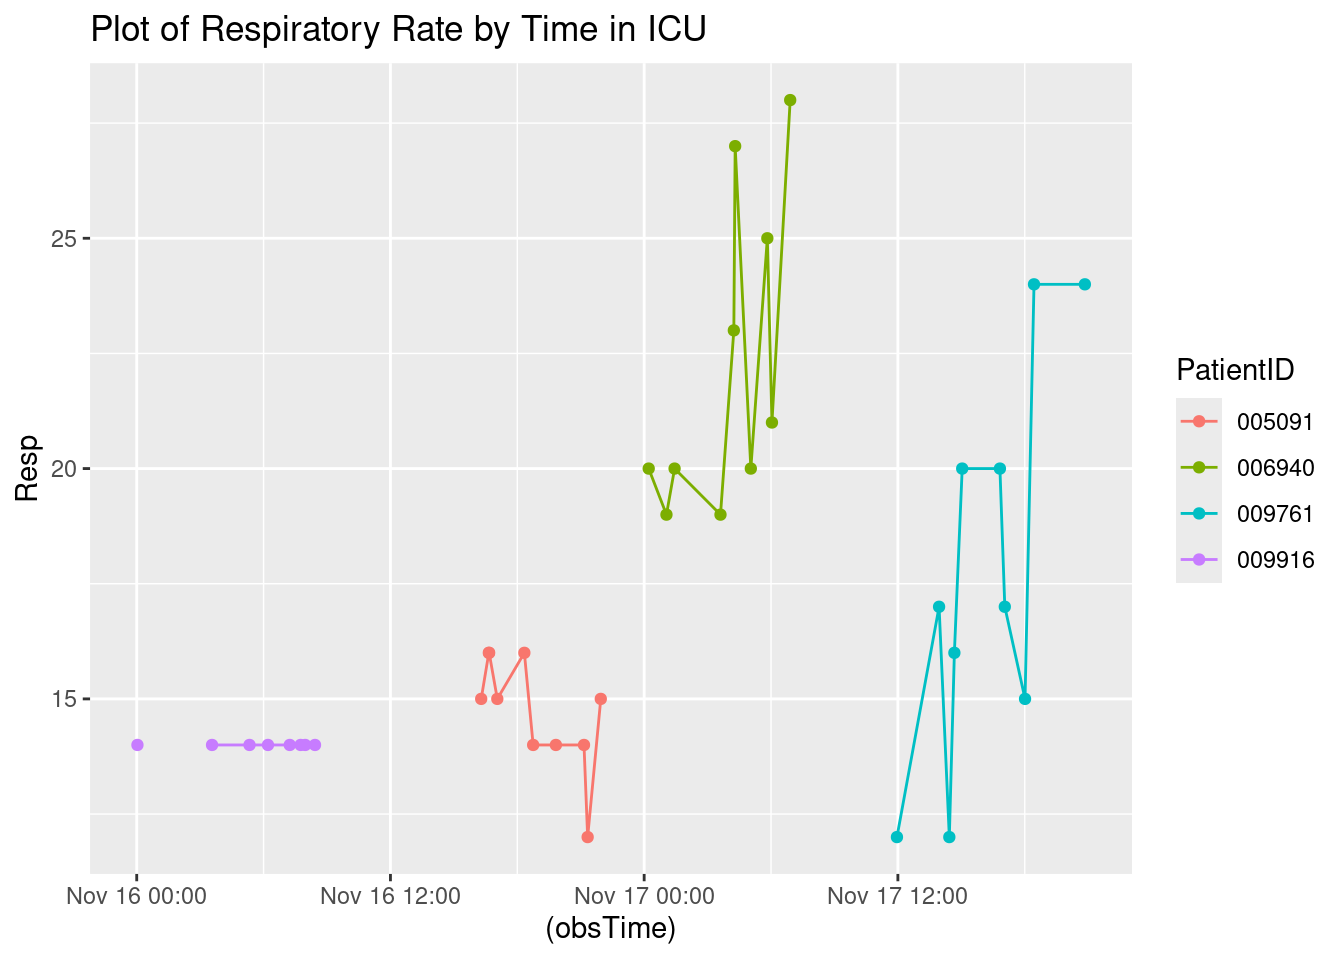 Plot of Respiratory Rate by Time in ICU
25
20
15
Resp
Nov 16 00:00
Nov 16 12:00
Nov 17 00:00
Nov 17 12:00
(obsTime)
PatientID
005091
006940
009761
009916